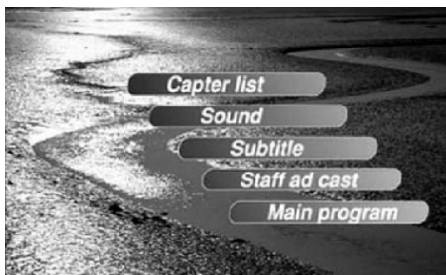 Capter list
Sound
Subtitle
Staff ad cast
Main program